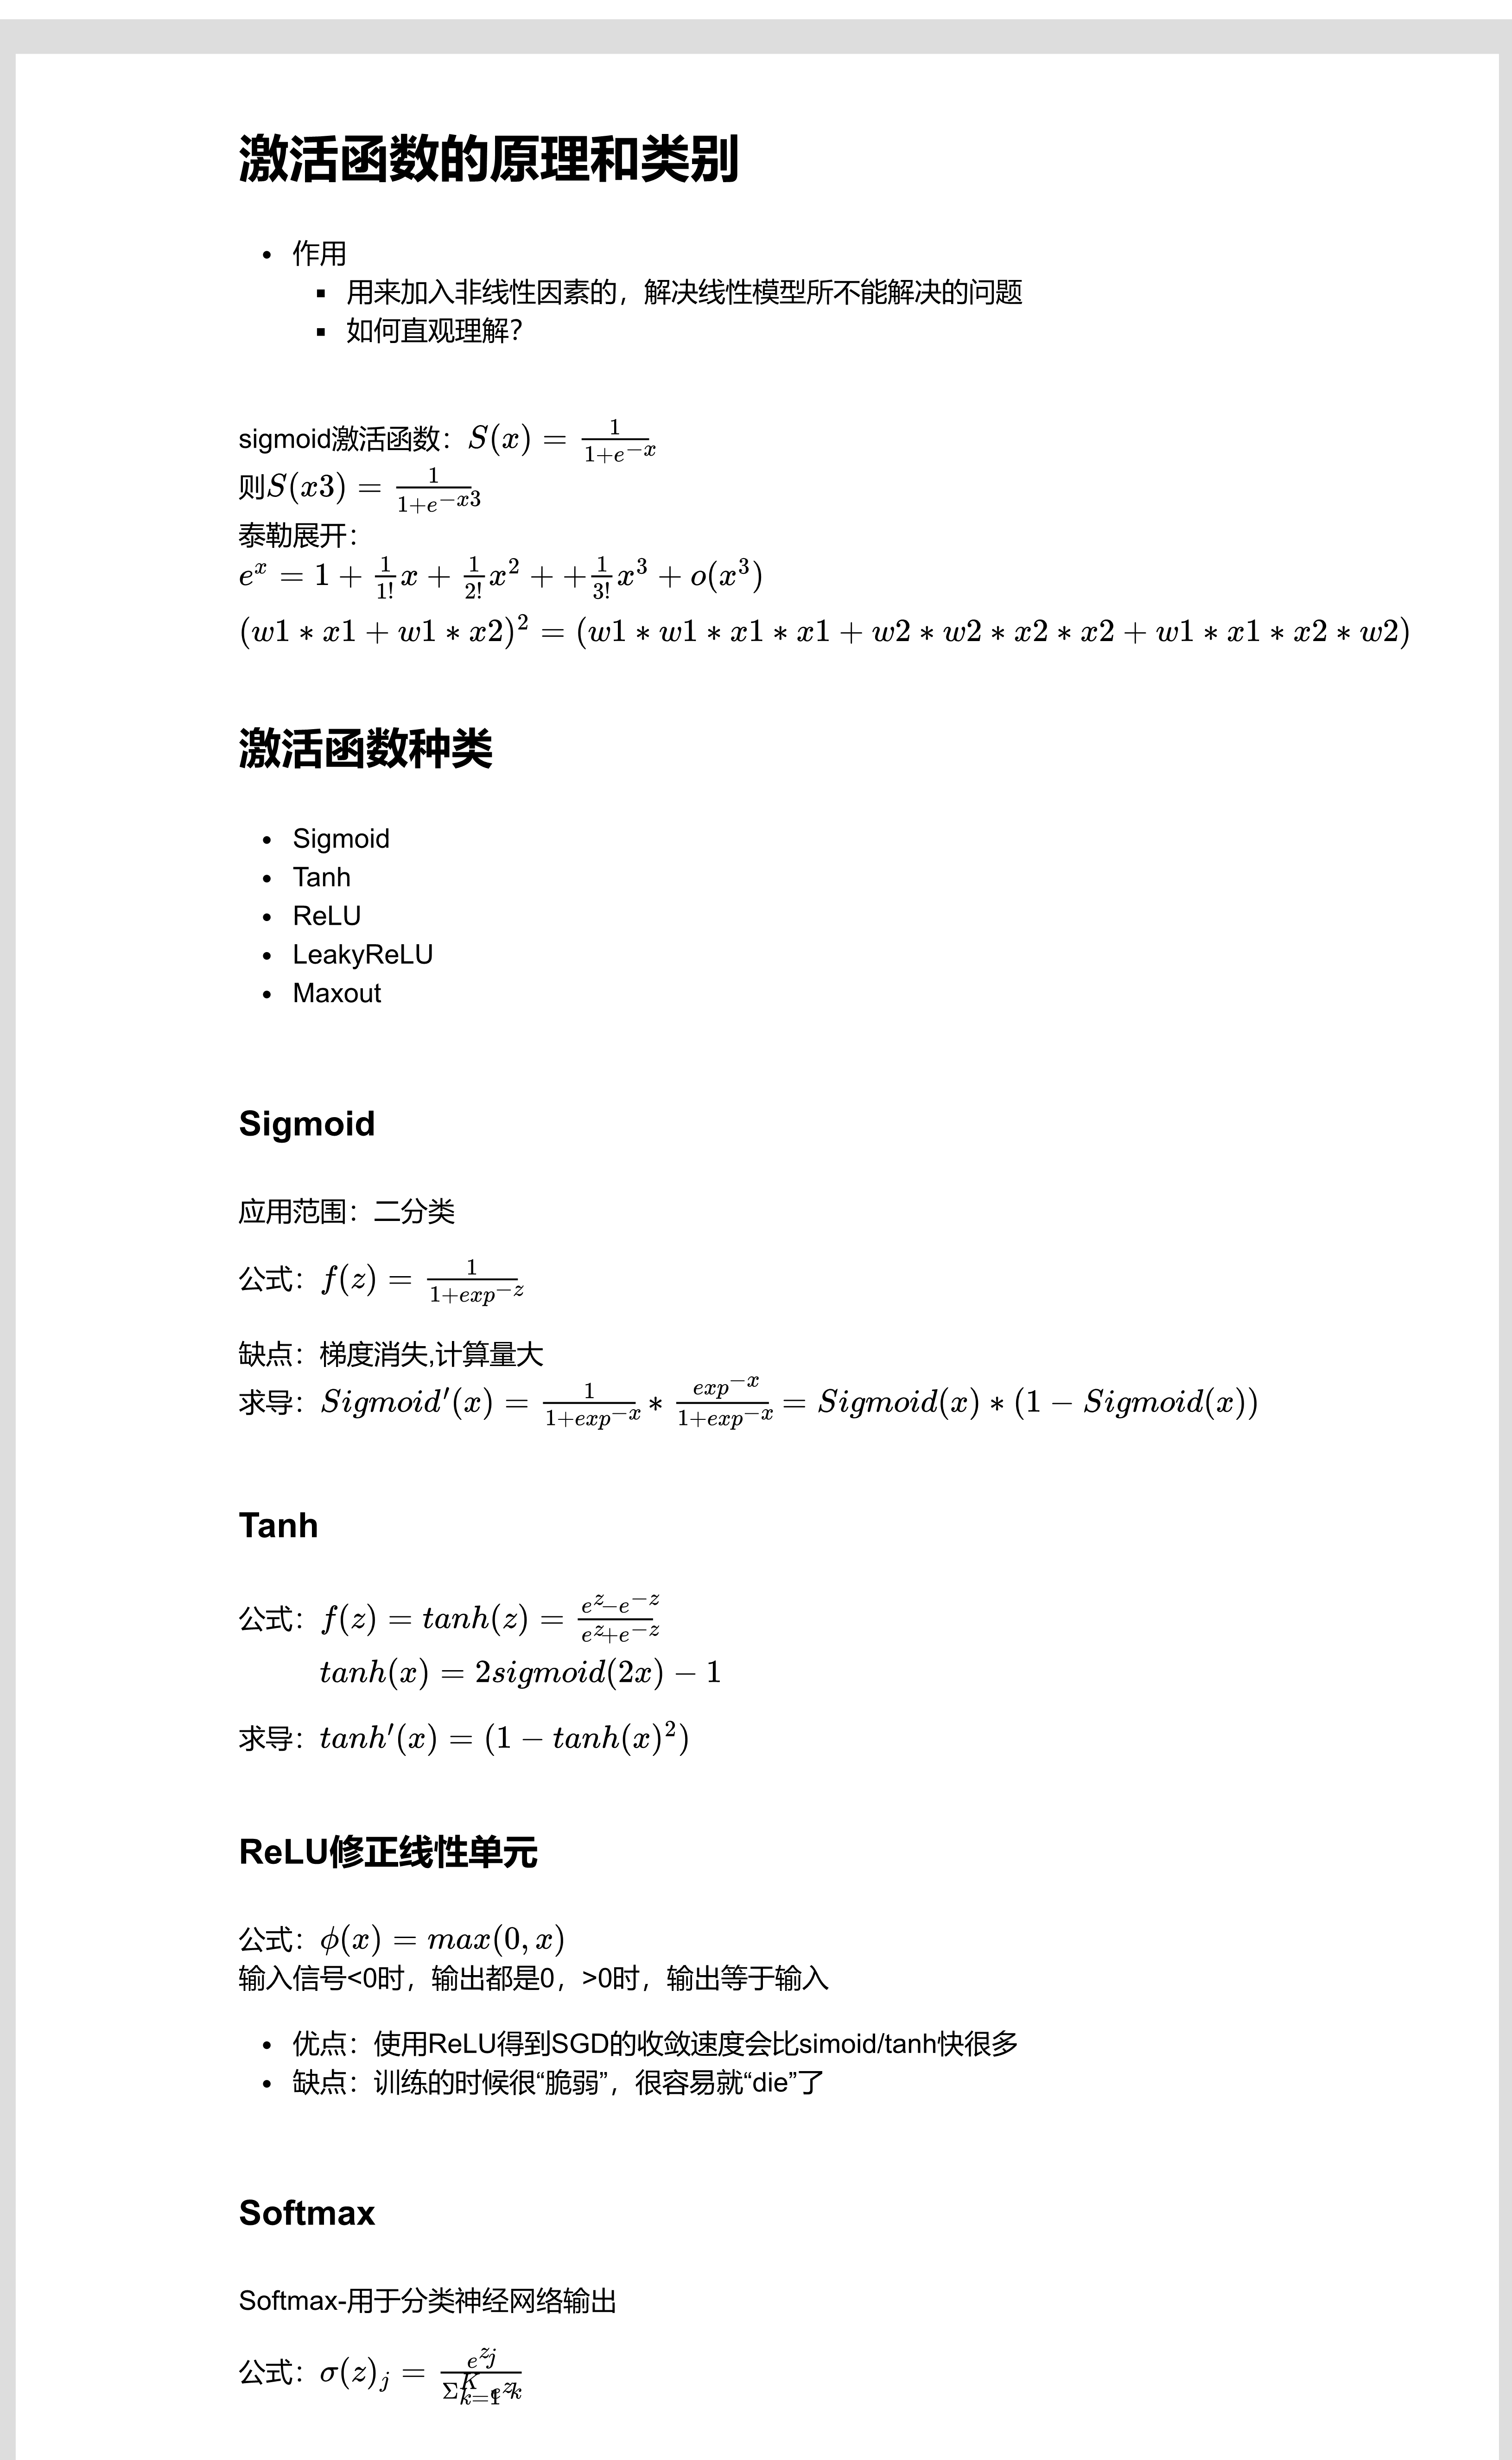 激活函数的原理和类别
作用
用来加入非线性因素的，解决线性模型所不能解决的问题
如何直观理解？
sigmoid激活函数：$S(x) = \frac{1}{1+e^{-x}}$
则$S(x3) = \frac{1}{1+e^{-x3}}$
泰勒展开：
$e^x = 1 + \frac{1}{1!}x + \frac{1}{2!}x^2 + +\frac{1}{3!}x^3 + o(x^3)$
$(w1 * x1 + w1 * x2)^2 = (w1 * w1 * x1 * x1 + w2 * w2 * x2 * x2 + w1 * x1 * x2 * w2)$
激活函数种类
Sigmoid
Tanh
ReLU
LeakyReLU
Maxout
Sigmoid
应用范围：二分类
公式：$f(z) = \frac{1}{1+exp^{-z}}$
缺点：梯度消失,计算量大
求导：$Sigmoid'(x) = \frac{1}{1+exp^{-x}} * \frac{exp^{-x}}{1+exp^{-x}} = Sigmoid(x) * (1 - Sigmoid(x))$
Tanh
公式：$f(z) = tanh(z) = \frac{e^z-e^{-z}}{e^z+e^{-z}}$
$tanh(x) = 2sigmoid(2x) - 1$
求导：$tanh'(x) = (1 - tanh(x)^2)$
ReLU修正线性单元
公式：$\phi(x) = max(0, x)$
输入信号<0时，输出都是0，>0时，输出等于输入
优点：使用ReLU得到SGD的收敛速度会比simoid/tanh快很多
缺点：训练的时候很“脆弱”，很容易就“die”了
Softmax
Softmax-用于分类神经网络输出
公式：$\sigma(z)_j = \frac{e^{z_j}}{\Sigma_{k=1}^{K} e^{z_k}}$